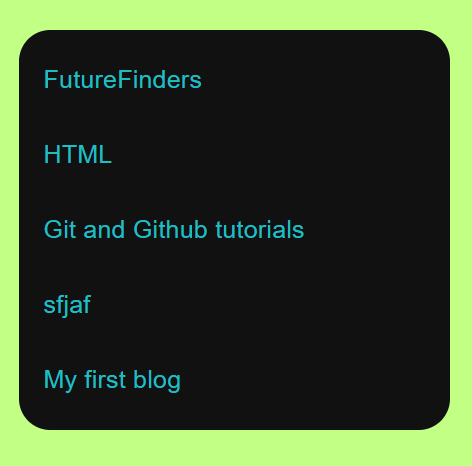 FutureFinders
HTML
Git and Github tutorials
sfjaf
My first blog